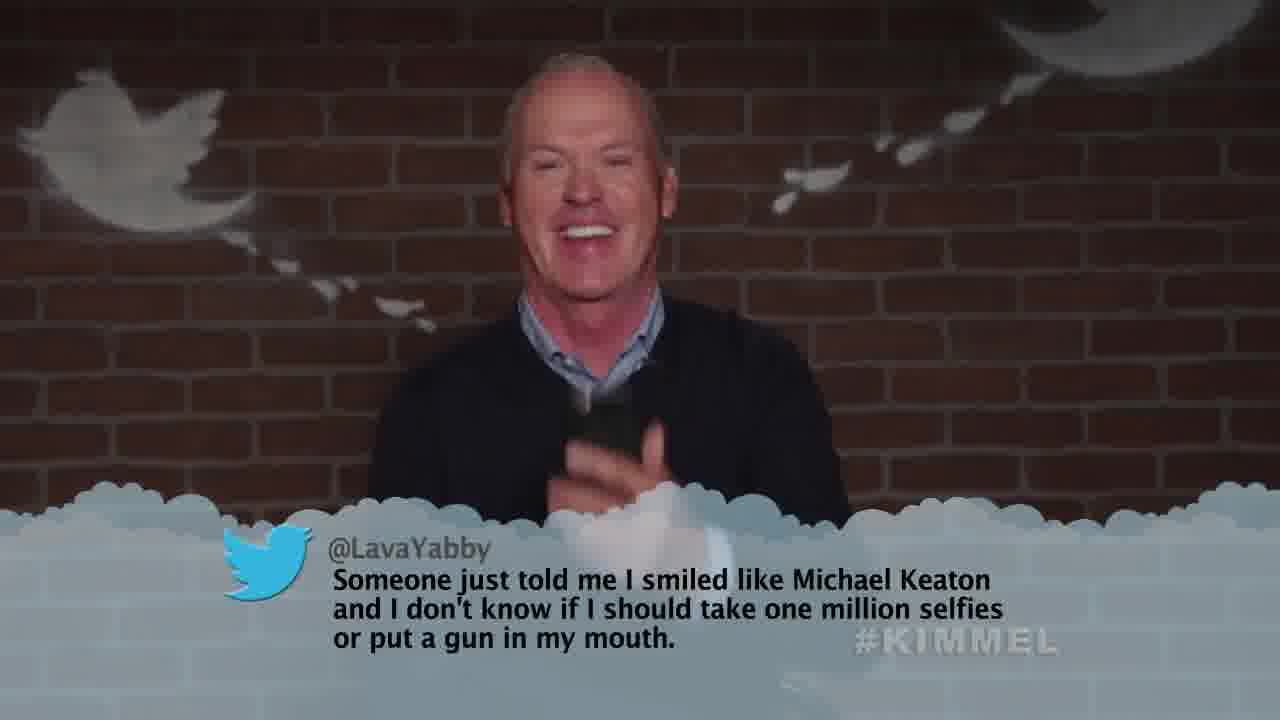 @LavaYabby
Someone just told me I smiled like Michael Keaton
and I don't know if I should take one million selfies
or put a gun in my mouth.
#KIMMEL